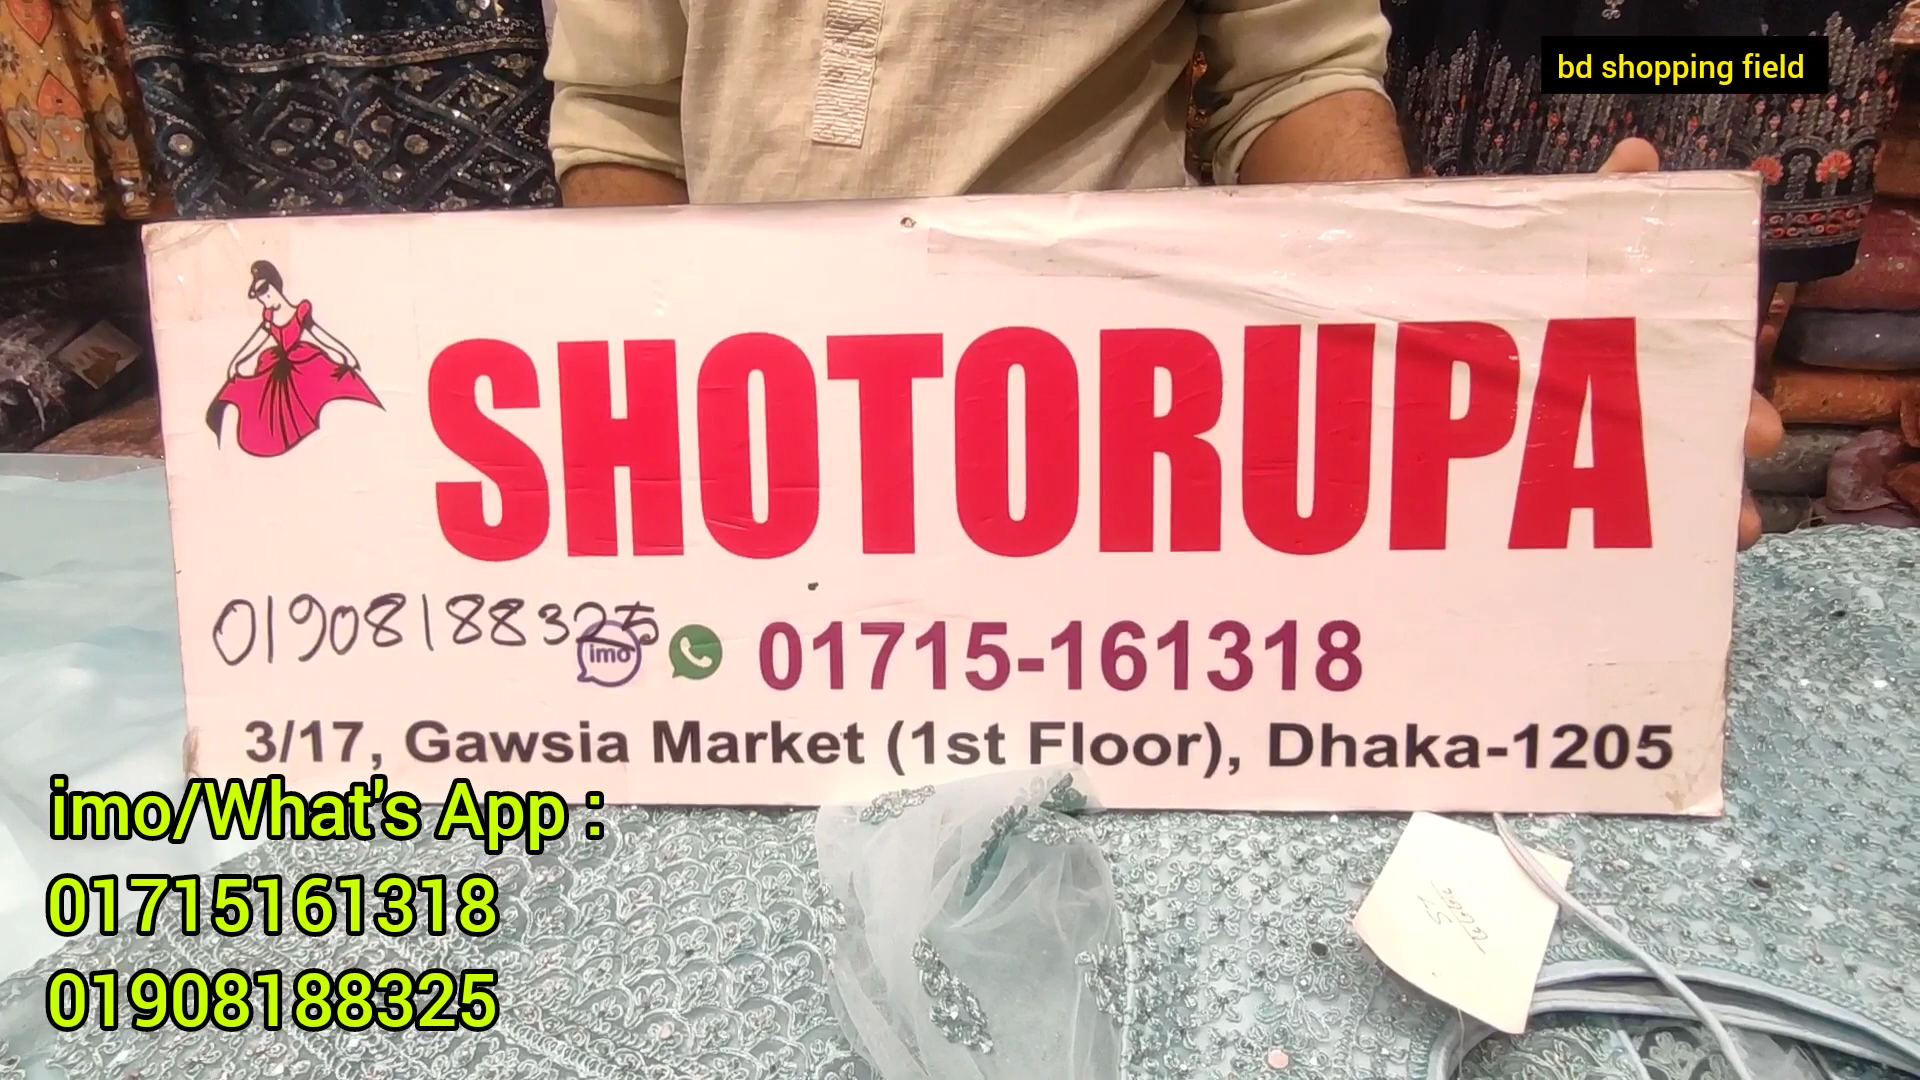 bd shopping field
SHOTORUPA
01908188325
imo
01715-161318
3/17, Gawsia Market (1st Floor), Dhaka-1205
imo/What's App :
01715161318
01908188325